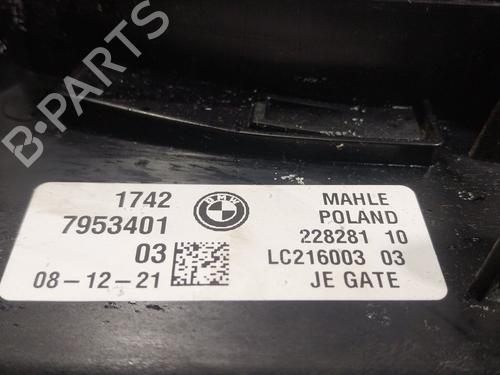 B-PARTS
1742
7953401
03
08-12-21
BMW
MAHLE
POLAND
228281 10
LC216003 03
JE GATE